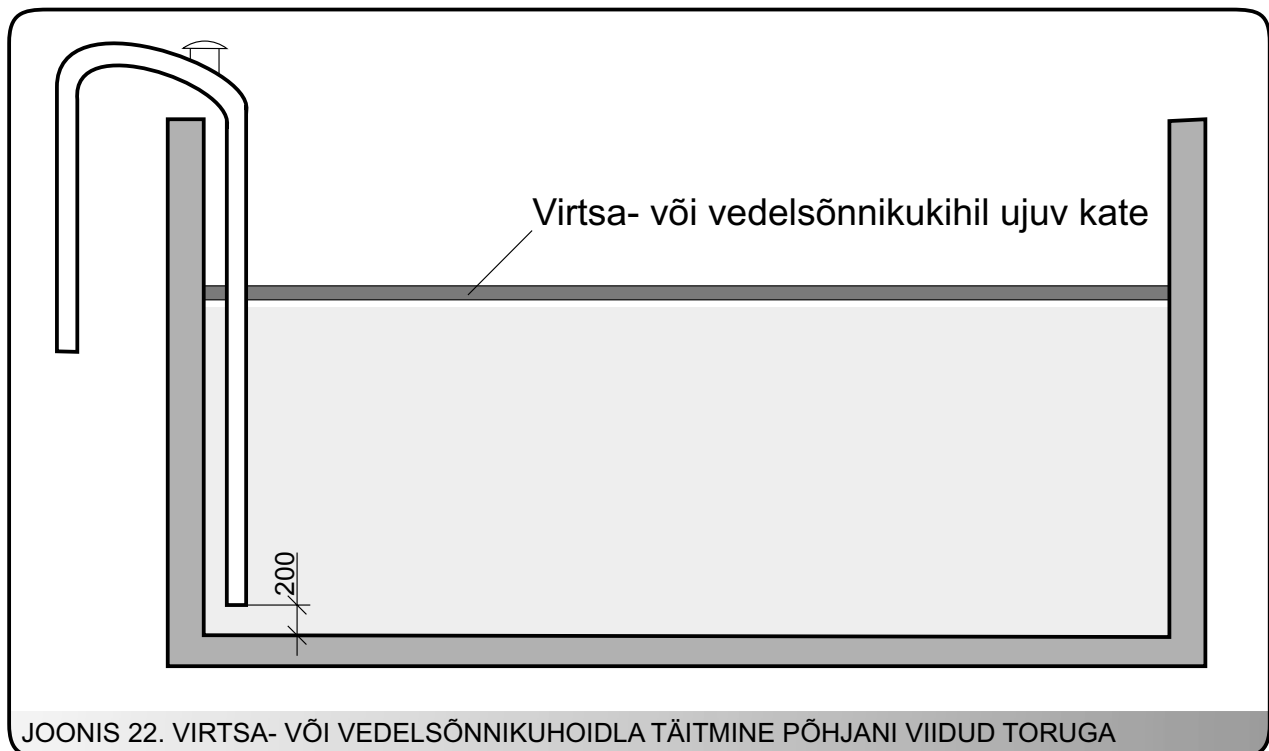 Virtsa- või vedelsõnnikukihil ujuv kate
200
JOONIS 22. VIRTSA- VÕI VEDELSÕNNIKUHOIDLA TÄITMINE PÕHJANI VIIDUD TORUGA